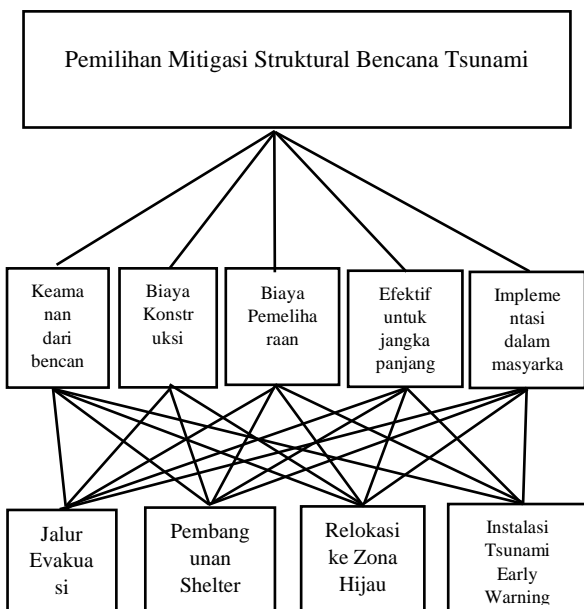 Pemilihan Mitigasi Struktural Bencana Tsunami
Keama
nan
dari
bencan
Biaya
Konstr
uksi
Biaya
Pemeliha
raan
Efektif
untuk
jangka
panjang
Impleme
ntasi
dalam
masyarka
Jalur
Evakua
si
Pembang
unan
Shelter
Relokasi
ke Zona
Hijau
Instalasi
Tsunami
Early
Warning